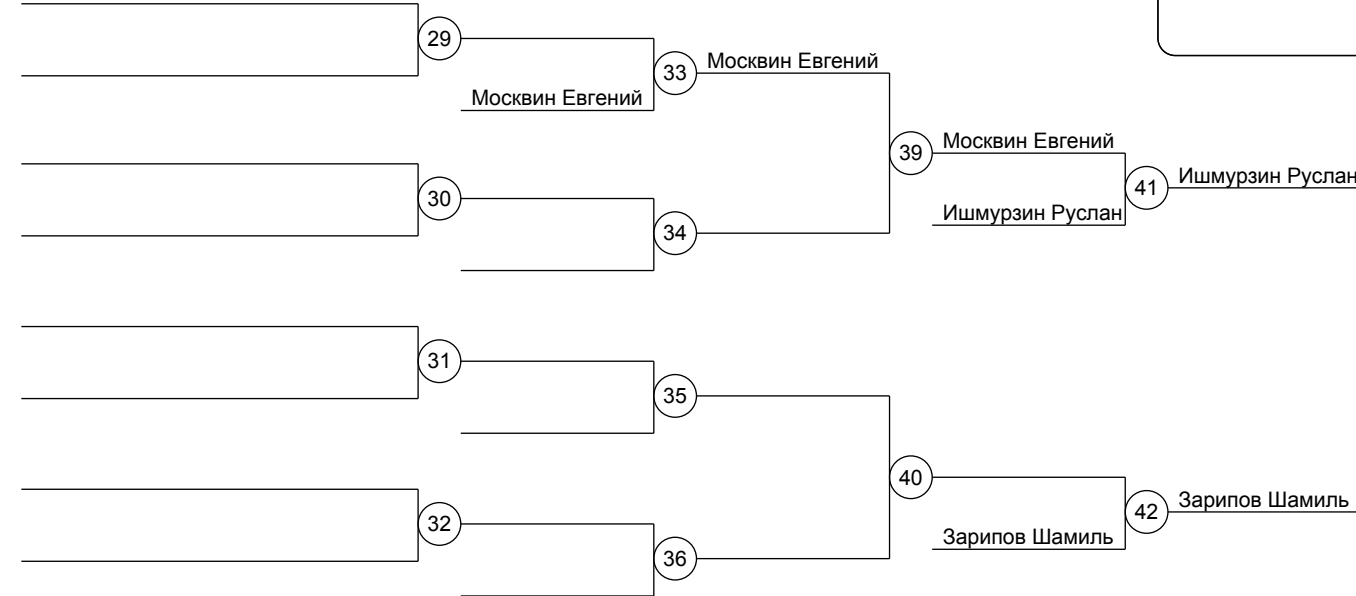 29
33
Москвин Евгений
Москвин Евгений
39
Москвин Евгений
41
Ишмурзин Руслан
30
Ишмурзин Руслан
34
31
35
40
42
Зарипов Шамиль
32
Зарипов Шамиль
36